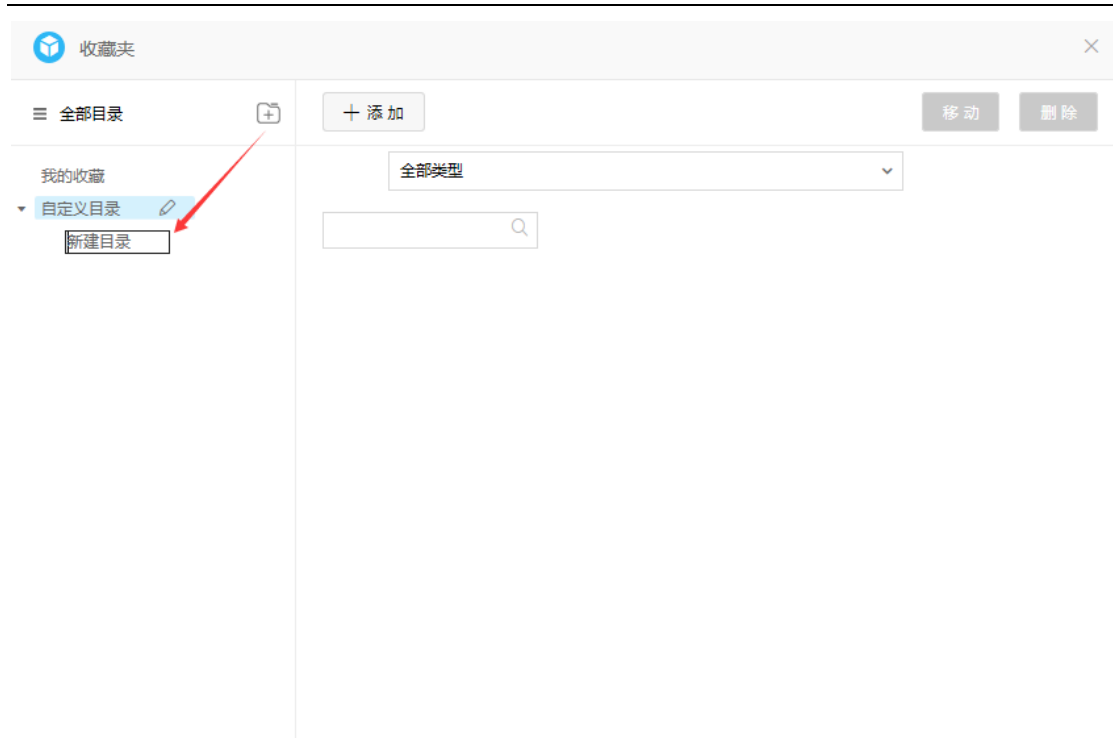 收藏夹
全部目录
添加
移动
删除
我的收藏
全部类型
自定义目录
新建目录